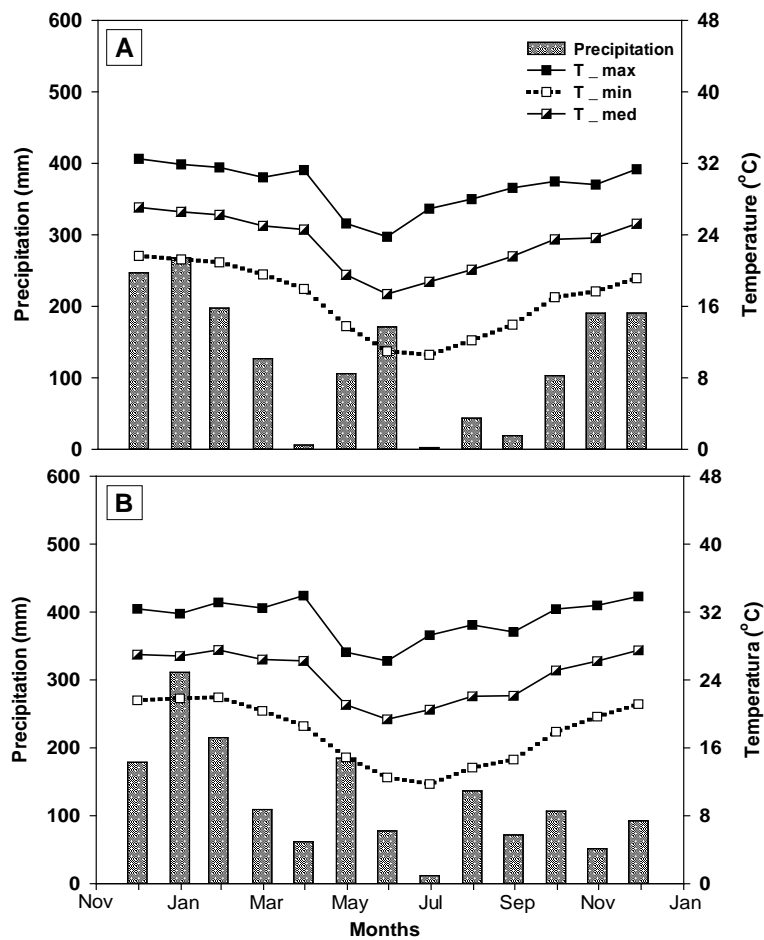 A
Precipitation
T _ max
T _ min
T _ med
600
500
400
300
200
100
0
Precipitation (mm)
48
40
32
24
16
8
0
Temperature (°C)
B
600
500
400
300
200
100
0
Precipitation (mm)
48
40
32
24
16
8
0
Temperatura (°C)
Nov Jan Mar May Jul Sep Nov Jan
Months